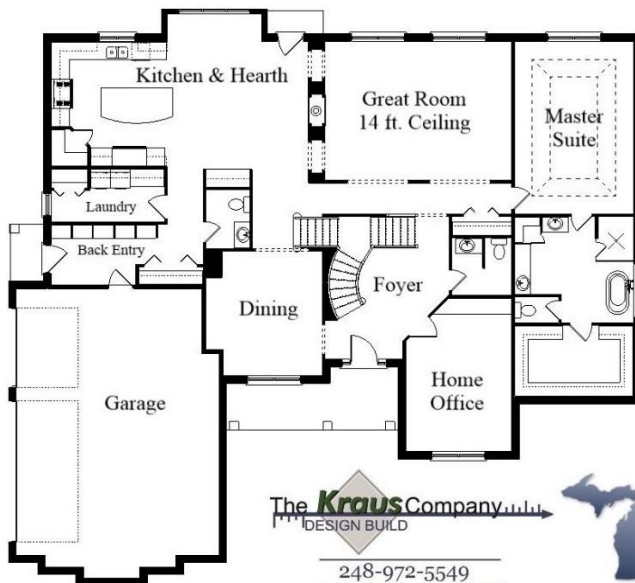 Kitchen & Hearth
Great Room
14 ft. Ceiling
Master
Suite
Laundry
Back Entry
Dining
Foyer
Home
Office
Garage
The Kraus Company
DESIGN BUILD
248-972-5549